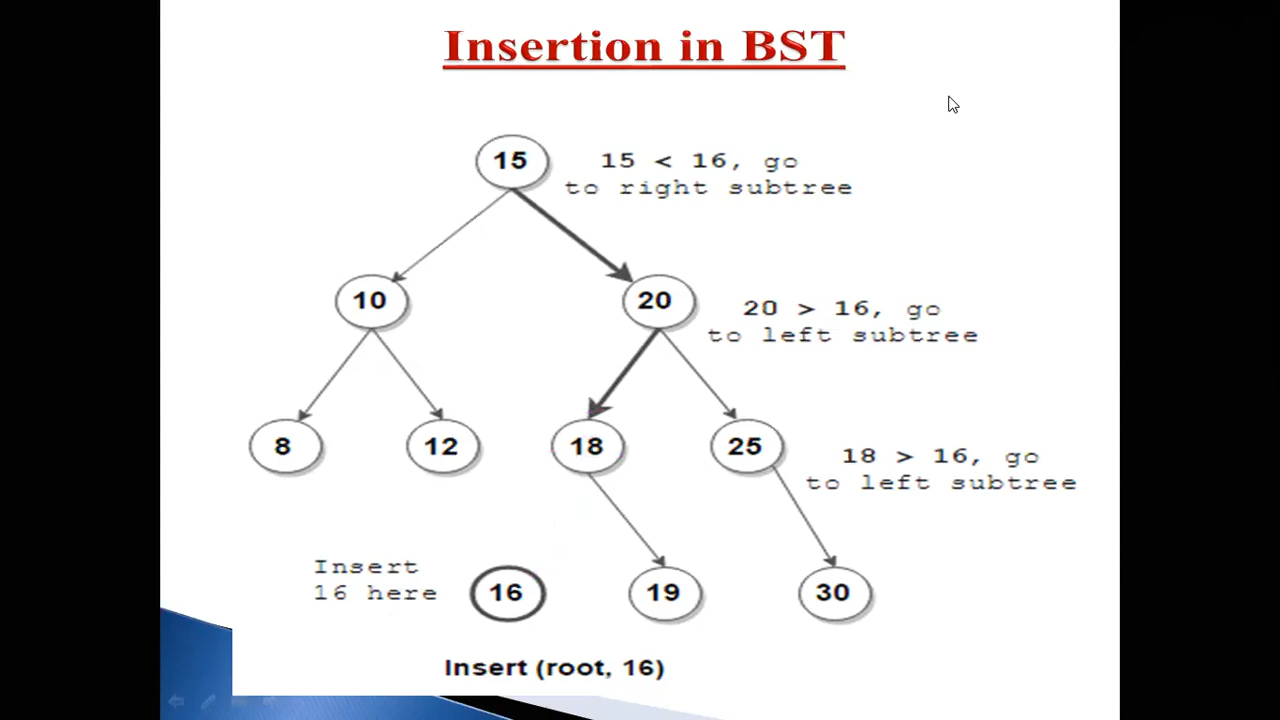 Insertion in BST
15
15 < 16, go
to right subtree
10
20
20 > 16, go
to left subtree
8
12
18
25
18 > 16, go
to left subtree
Insert
16 here
16
19
30
Insert (root, 16)